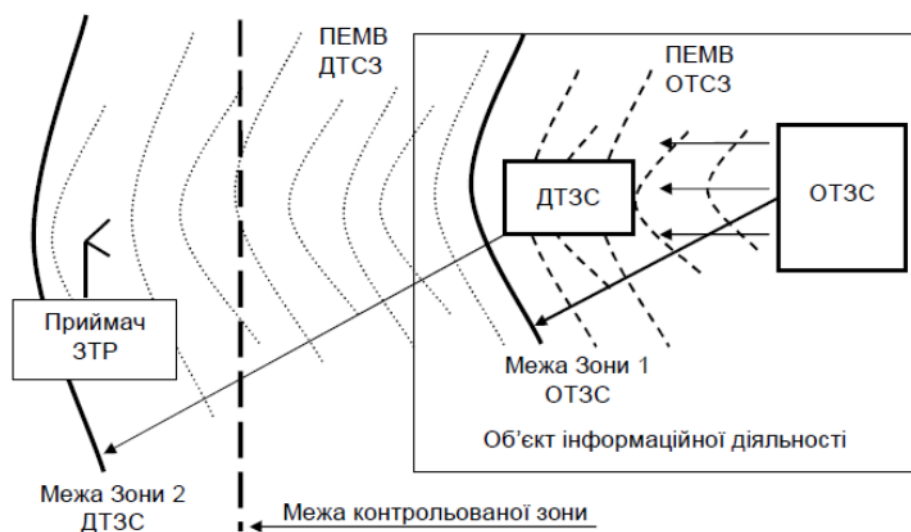 ПЕМВ
ДТСЗ
ПЕМВ
ОТСЗ
ДТЗС
ОТЗС
Приймач
ЗТР
Межа Зони 1
ОТЗС
Об’єкт інформаційної діяльності
Межа Зони 2
ДТЗС
Межа контрольованої зони